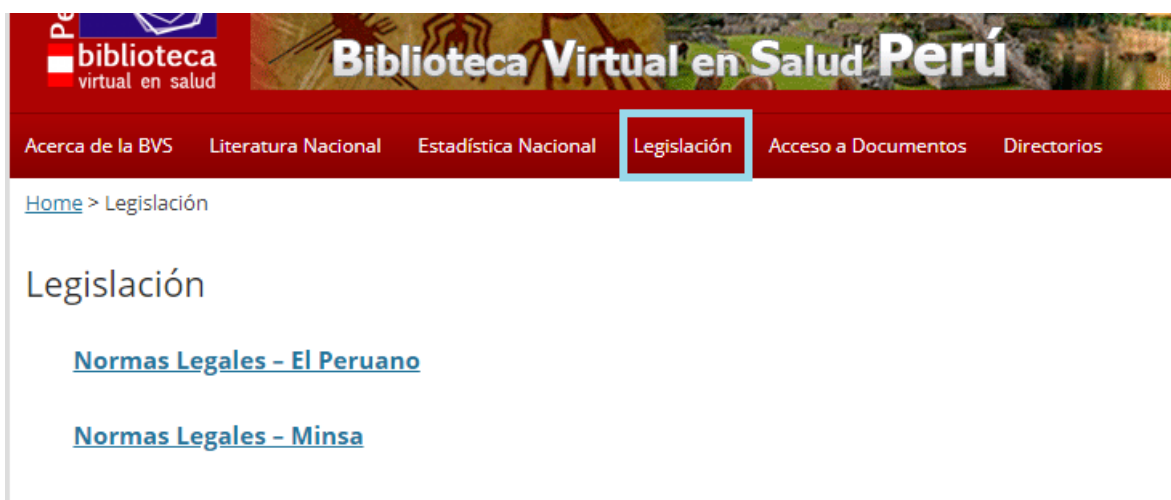 biblioteca
virtual en salud
Biblioteca Virtual en Salud Perú
Acerca de la BVS Literatura Nacional Estadística Nacional Legislación Acceso a Documentos Directorios
Home > Legislación
Legislación
Normas Legales – El Peruano
Normas Legales – Minsa